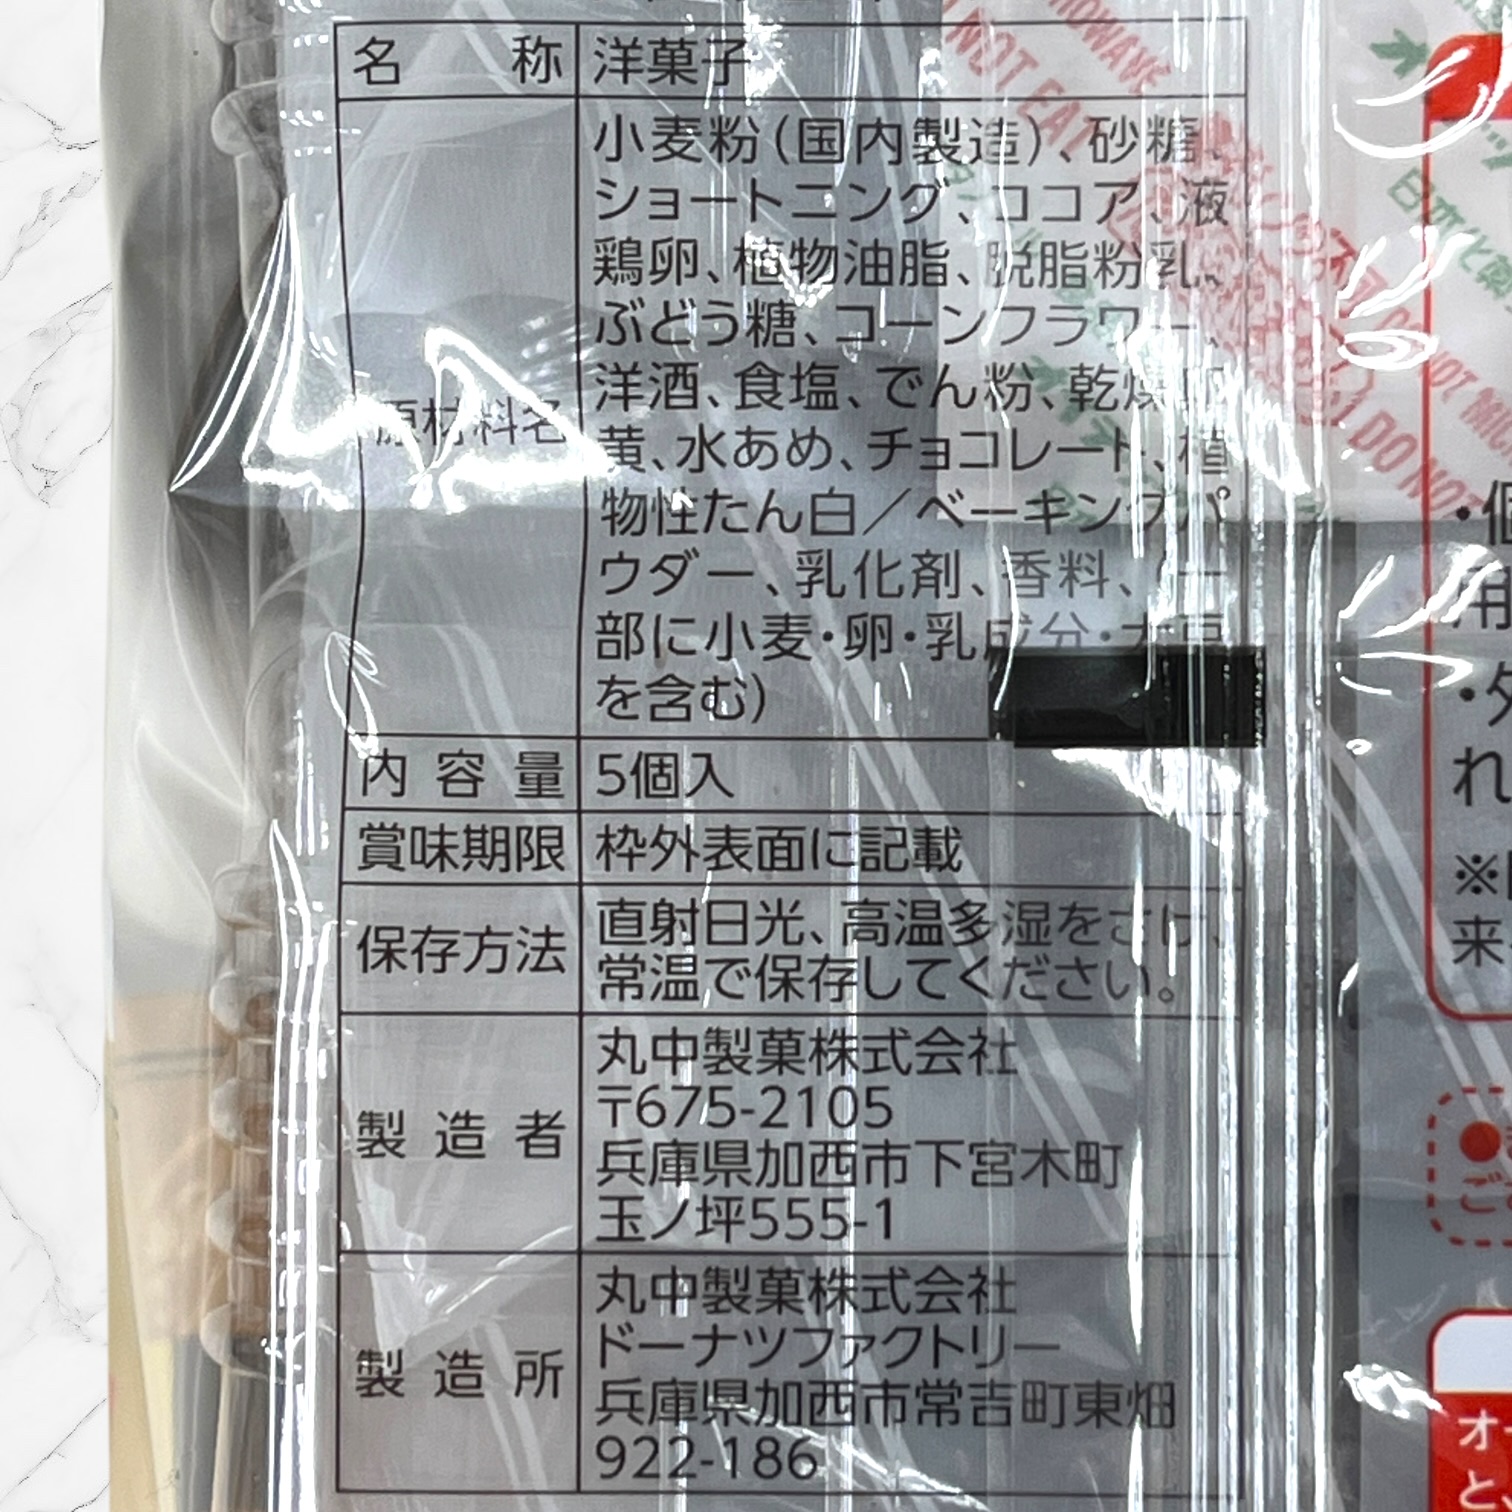 名称 洋菓子
原材料名
小麦粉(国内製造)、砂糖、
ショートニング、ココア、液
鶏卵、植物油脂、脱脂粉乳、
ぶどう糖、コーンフラワー、
洋酒、食塩、でん粉、乾燥
黄、水あめ、チョコレート、植
物性たん白/ベーキングパ
ウダー、乳化剤、香料、(一
部に小麦・卵・乳成分・大豆
を含む)
内容量 5個入
賞味期限 枠外表面に記載
保存方法 直射日光、高温多湿をさけ、
常温で保存してください。
製造者
丸中製菓株式会社
〒675-2105
兵庫県加西市下宮木町
玉ノ坪555-1
製造所
丸中製菓株式会社
ドーナツファクトリー
兵庫県加西市常吉町東畑
922-186
NOT EAT
DO NOT
・個
用
れ
※
来
ご
オ
と